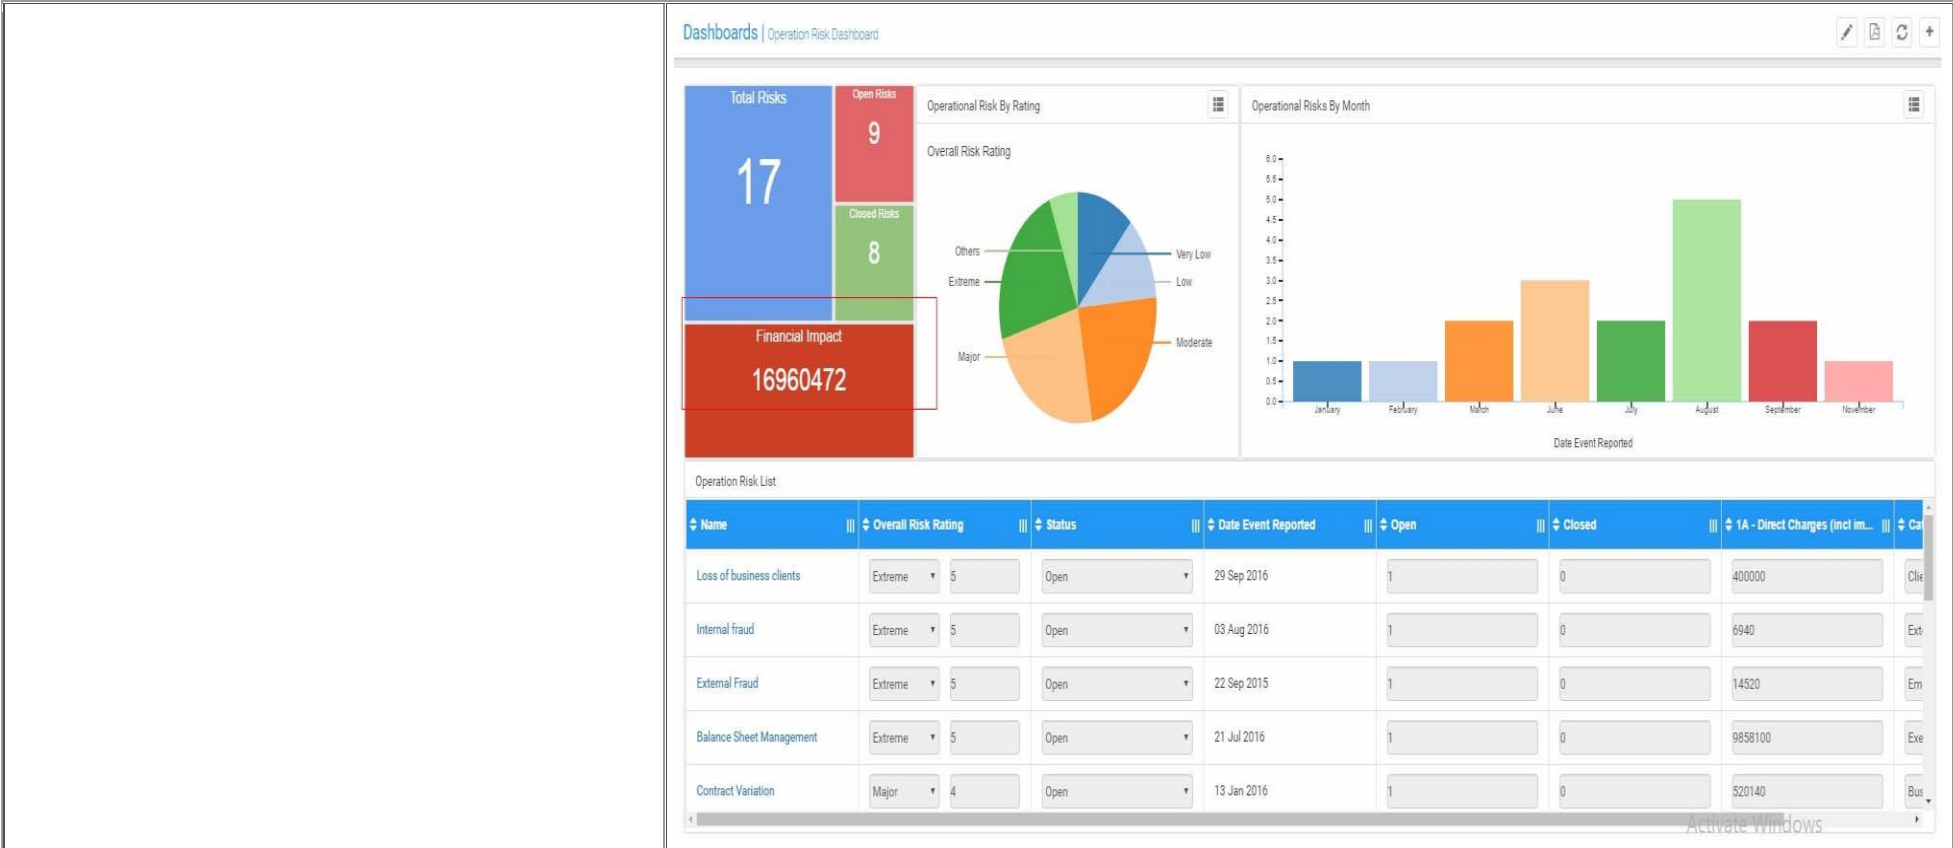 Dashboards | Operation Risk Dashboard
Total Risks
17
Open Risks
9
Closed Risks
8
Financial Impact
16960472
Operational Risk By Rating
Overall Risk Rating
Others
Extreme
Major
Very Low
Low
Moderate
Operational Risks By Month
6.0
5.5
5.0
4.5
4.0
3.5
3.0
2.5
2.0
1.5
1.0
0.5
0.0
January February March June July August September November
Date Event Reported
Operation Risk List
Name Overall Risk Rating Status Date Event Reported Open Closed 1A - Direct Charges (incl im... Cat
Loss of business clients Extreme 5 Open 29 Sep 2016 1 0 400000 Clie
Internal fraud Extreme 5 Open 03 Aug 2016 1 0 6940 Ext
External Fraud Extreme 5 Open 22 Sep 2015 1 0 14520 Em
Balance Sheet Management Extreme 5 Open 21 Jul 2016 1 0 9858100 Exe
Contract Variation Major 4 Open 13 Jan 2016 1 0 520140 Bus
Activate Windows